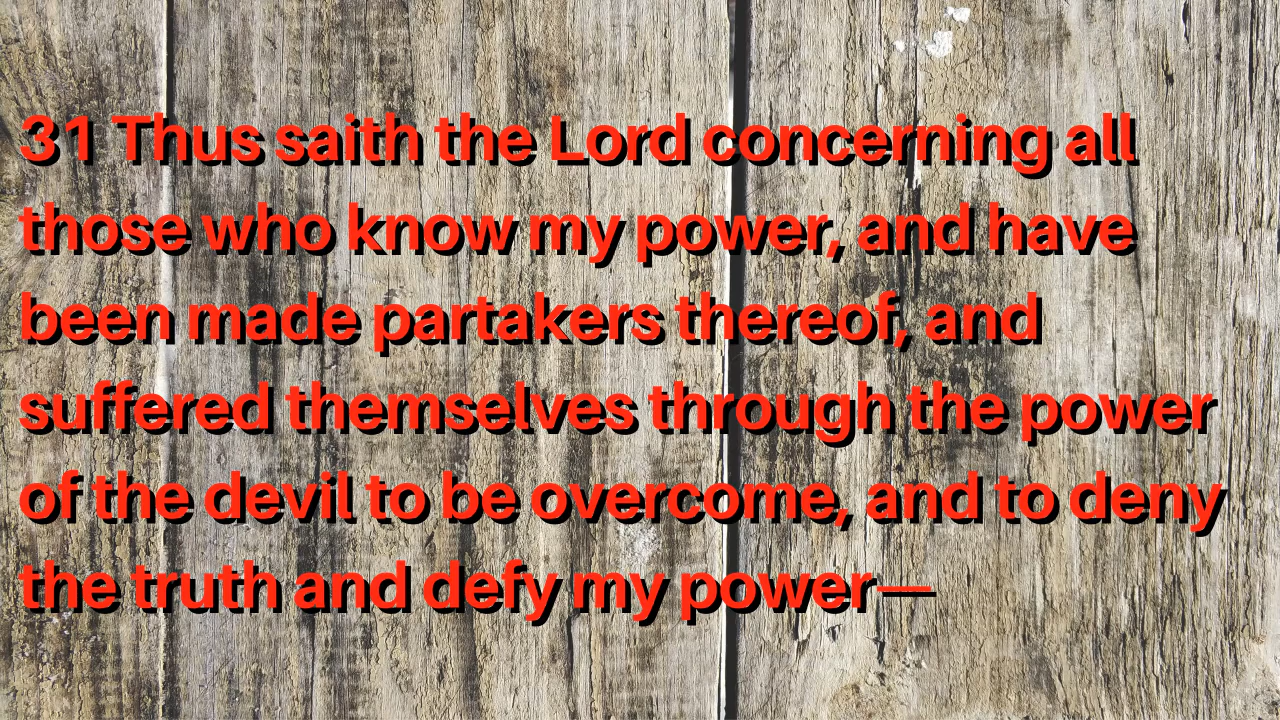 31 Thus saith the Lord concerning all
those who know my power, and have
been made partakers thereof, and
suffered themselves through the power
of the devil to be overcome, and to deny
the truth and defy my power—